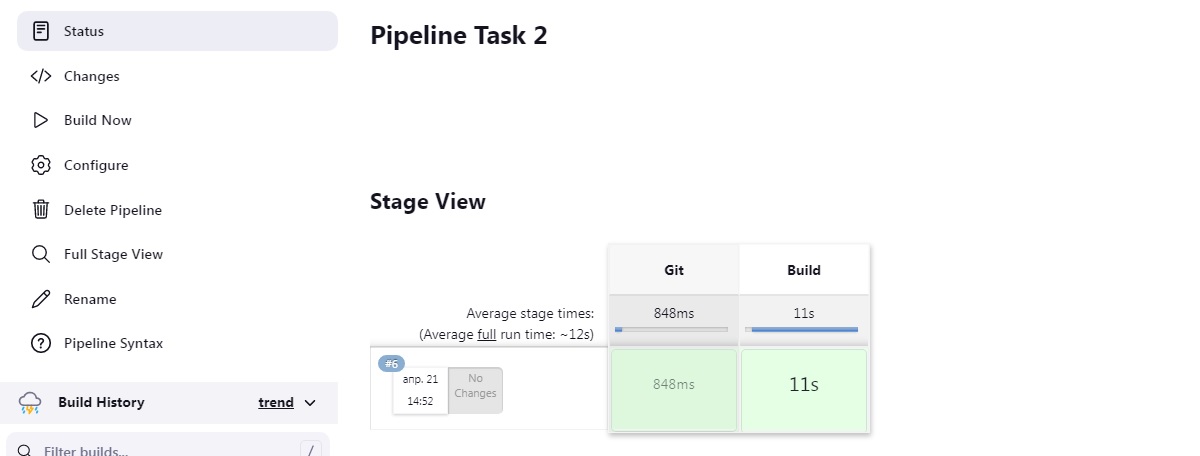 Status
Changes
Build Now
Configure
Delete Pipeline
Full Stage View
Rename
Pipeline Syntax
Build History
trend
Filter builds...
/
Pipeline Task 2
Stage View
Git
Build
Average stage times:
848ms
11s
(Average full run time: ~12s)
#6
апр. 21
14:52
No
Changes
848ms
11s